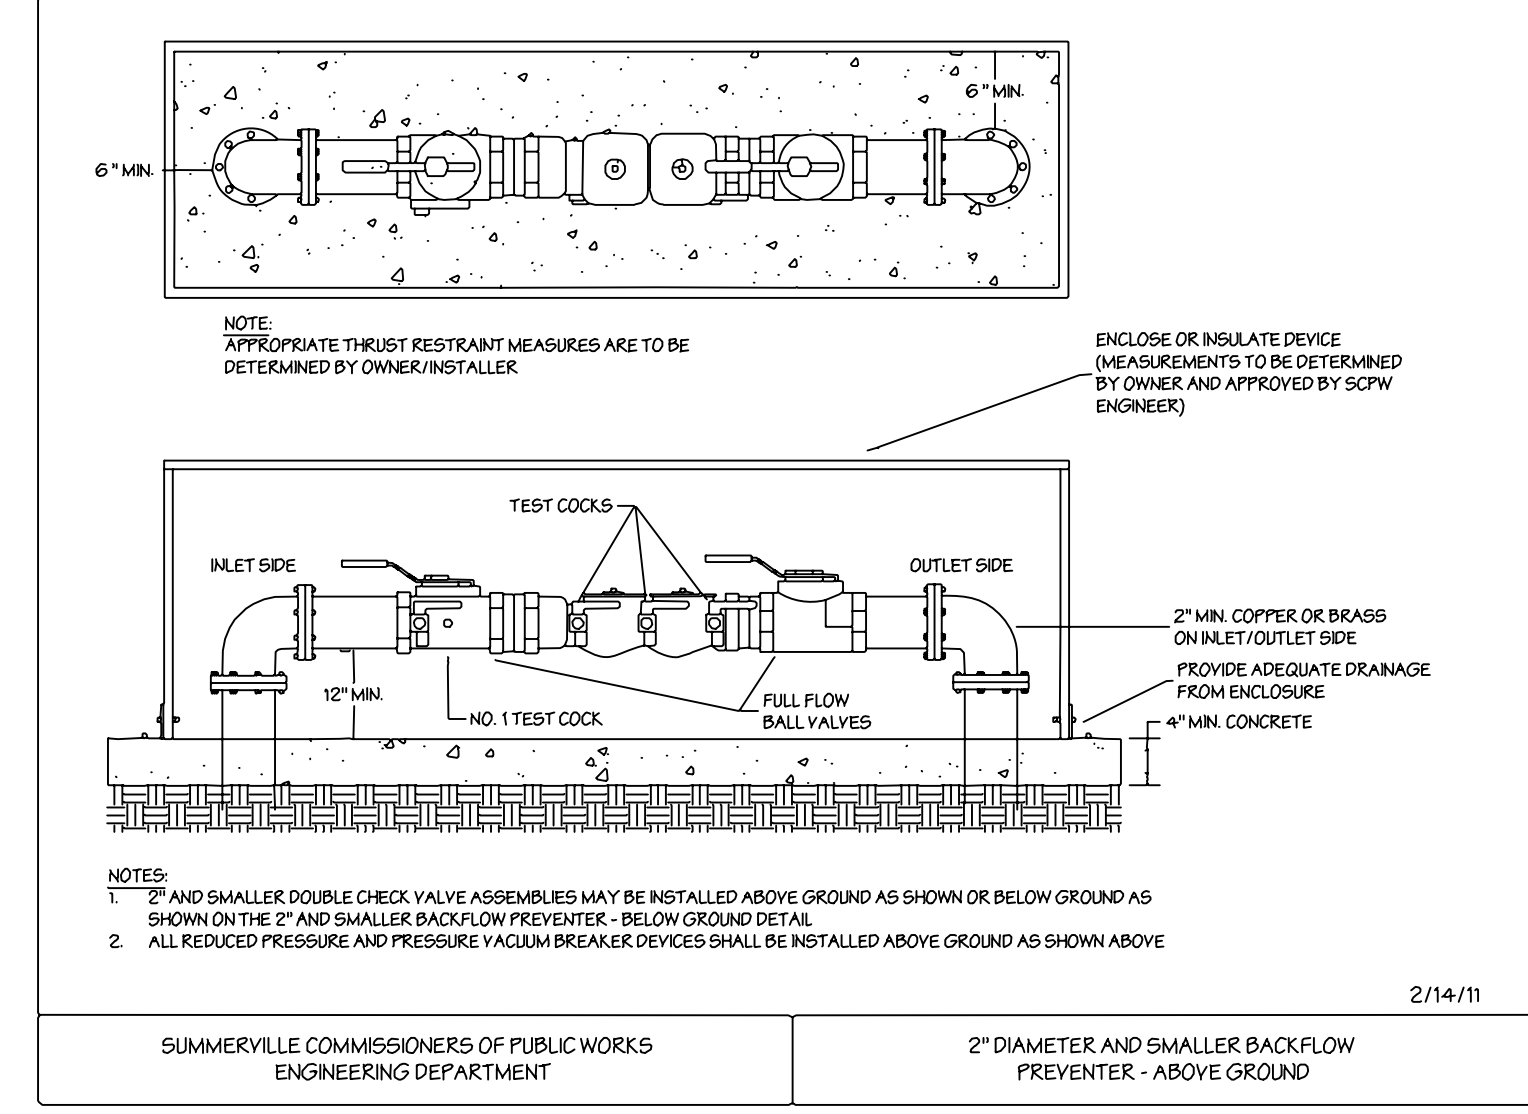 6" MIN.
6" MIN.
NOTE:
APPROPRIATE THRUST RESTRAINT MEASURES ARE TO BE
DETERMINED BY OWNER/INSTALLER
ENCLOSE OR INSULATE DEVICE
(MEASUREMENTS TO BE DETERMINED
BY OWNER AND APPROVED BY SCPW
ENGINEER)
TEST COCKS
INLET SIDE
OUTLET SIDE
2" MIN. COPPER OR BRASS
ON INLET/OUTLET SIDE
PROVIDE ADEQUATE DRAINAGE
FROM ENCLOSURE
12" MIN.
FULL FLOW
BALL VALVES
NO. 1 TEST COCK
4" MIN. CONCRETE
NOTES:
1. 2" AND SMALLER DOUBLE CHECK VALVE ASSEMBLIES MAY BE INSTALLED ABOVE GROUND AS SHOWN OR BELOW GROUND AS
SHOWN ON THE 2" AND SMALLER BACKFLOW PREVENTER - BELOW GROUND DETAIL
2. ALL REDUCED PRESSURE AND PRESSURE VACUUM BREAKER DEVICES SHALL BE INSTALLED ABOVE GROUND AS SHOWN ABOVE
2/14/11
SUMMERVILLE COMMISSIONERS OF PUBLIC WORKS
ENGINEERING DEPARTMENT
2" DIAMETER AND SMALLER BACKFLOW
PREVENTER - ABOVE GROUND